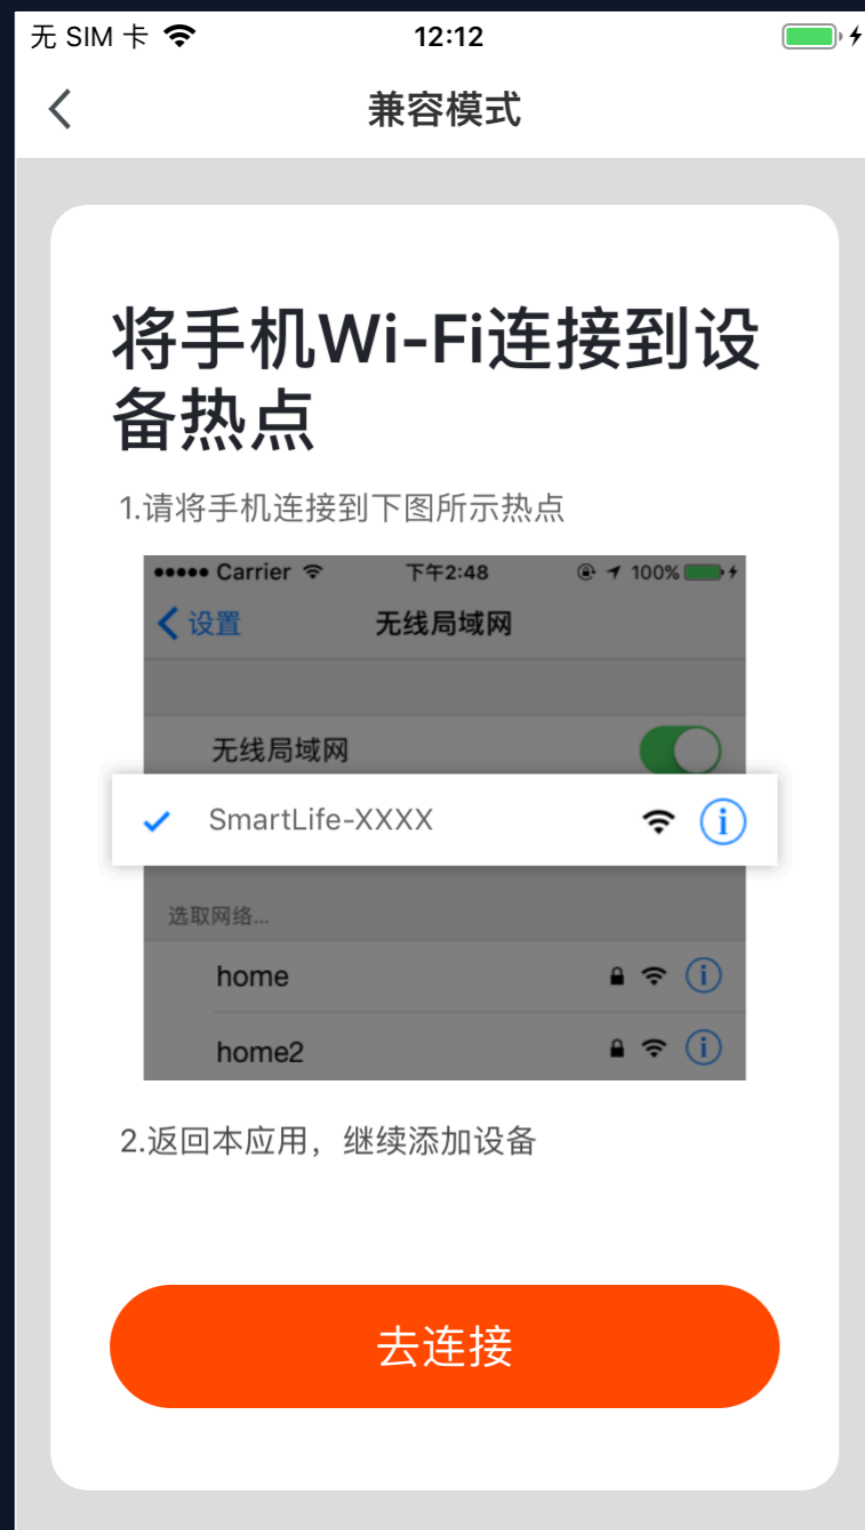 无 SIM 卡
12:12
兼容模式
将手机Wi-Fi连接到设
备热点
1.请将手机连接到下图所示热点
Carrier
下午2:48
100%
设置
无线局域网
无线局域网
SmartLife-XXXX
选取网络...
home
home2
2.返回本应用，继续添加设备
去连接